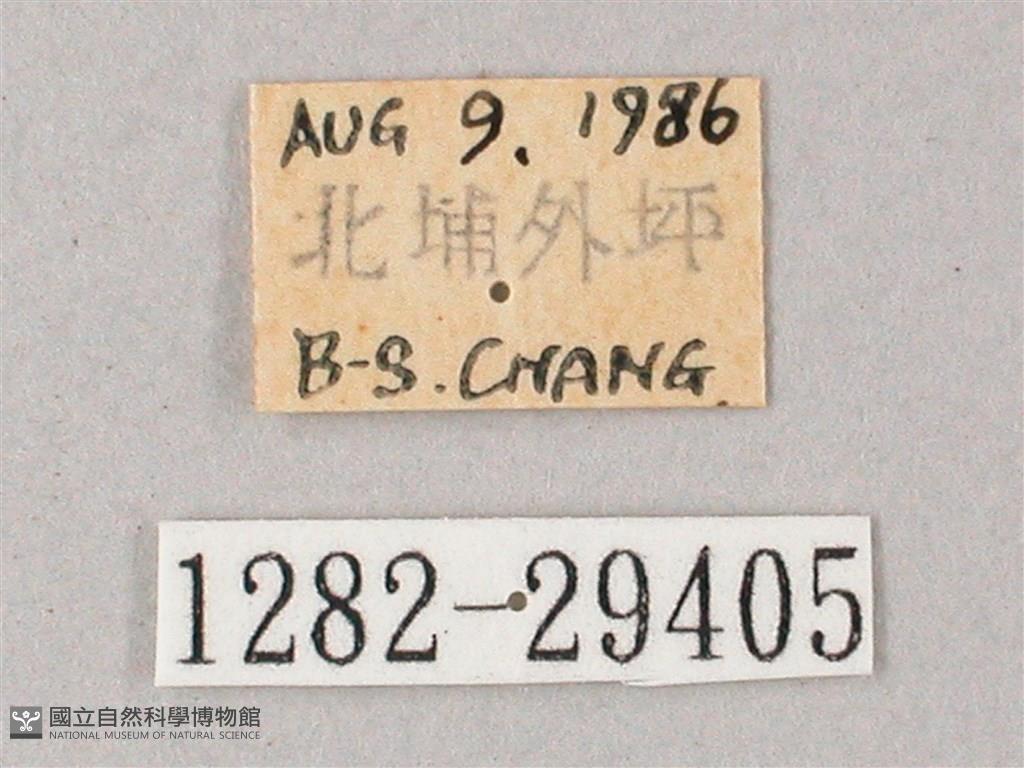 AUG 9. 1986
北埔外坪
B-S. CHANG
1282-29405
國立自然科學博物館
NATIONAL MUSEUM OF NATURAL SCIENCE